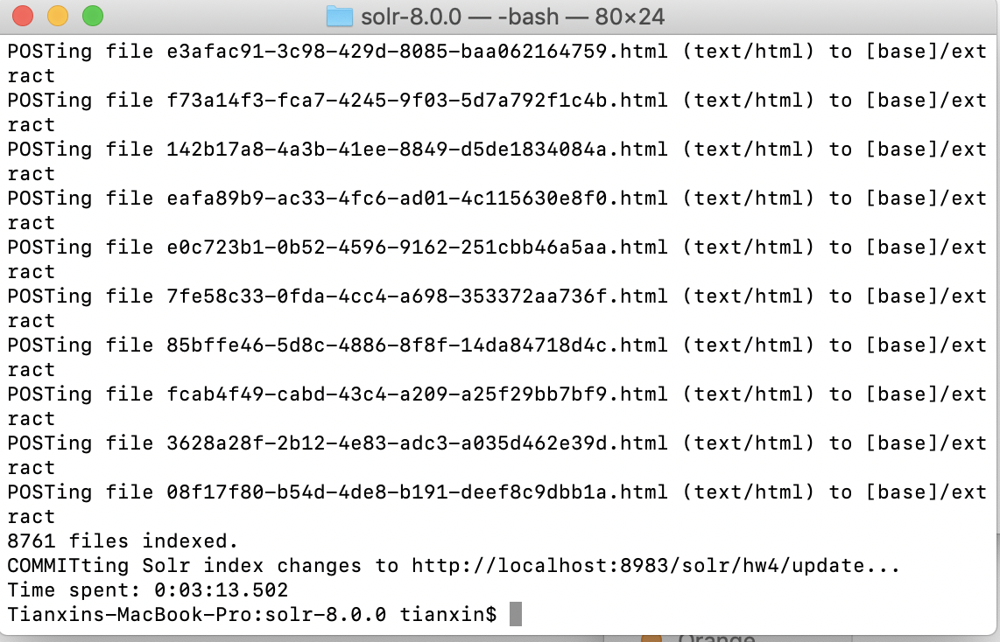 solr-8.0.0 — -bash — 80×24
POSTing file e3afac91-3c98-429d-8085-baa062164759.html (text/html) to [base]/ext
ract
POSTing file f73a14f3-fca7-4245-9f03-5d7a792f1c4b.html (text/html) to [base]/ext
ract
POSTing file 142b17a8-4a3b-41ee-8849-d5de1834084a.html (text/html) to [base]/ext
ract
POSTing file eafa89b9-ac33-4fc6-ad01-4c115630e8f0.html (text/html) to [base]/ext
ract
POSTing file e0c723b1-0b52-4596-9162-251cbb46a5aa.html (text/html) to [base]/ext
ract
POSTing file 7fe58c33-0fda-4cc4-a698-353372aa736f.html (text/html) to [base]/ext
ract
POSTing file 85bffe46-5d8c-4886-8f8f-14da84718d4c.html (text/html) to [base]/ext
ract
POSTing file fcab4f49-cabd-43c4-a209-a25f29bb7bf9.html (text/html) to [base]/ext
ract
POSTing file 3628a28f-2b12-4e83-adc3-a035d462e39d.html (text/html) to [base]/ext
ract
POSTing file 08f17f80-b54d-4de8-b191-deef8c9dbb1a.html (text/html) to [base]/ext
ract
8761 files indexed.
COMMITting Solr index changes to http://localhost:8983/solr/hw4/update...
Time spent: 0:03:13.502
Tianxins-MacBook-Pro:solr-8.0.0 tianxin$
Orange